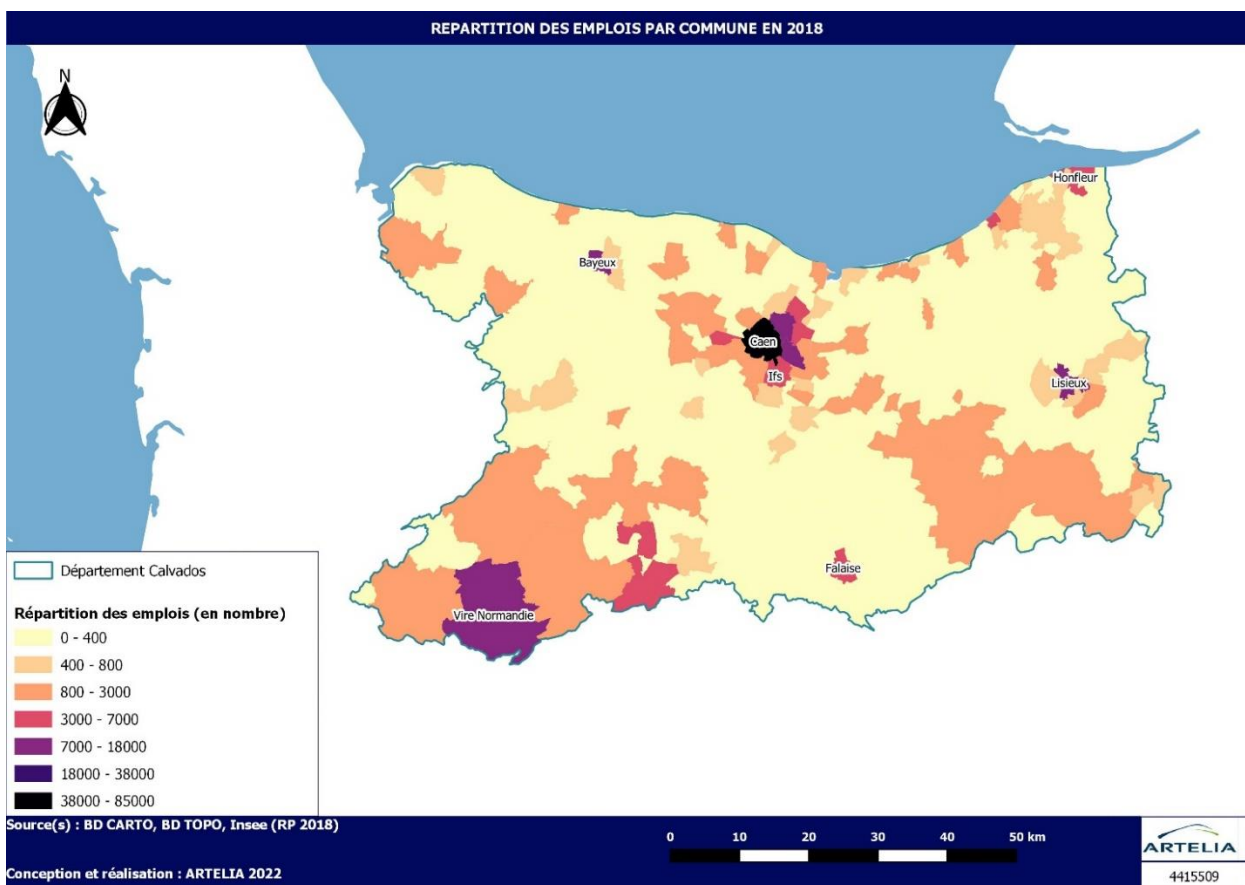 REPARTITION DES EMPLOIS PAR COMMUNE EN 2018
N
Honfleur
Bayeux
Caen
Ifs
Lisieux
Falaise
Vire Normandie
Département Calvados
Répartition des emplois (en nombre)
0 - 400
400 - 800
800 - 3000
3000 - 7000
7000 - 18000
18000 - 38000
38000 - 85000
Source(s) : BD CARTO, BD TOPO, Insee (RP 2018)
0 10 20 30 40 50 km
Conception et réalisation : ARTELIA 2022
ARTELIA
4415509